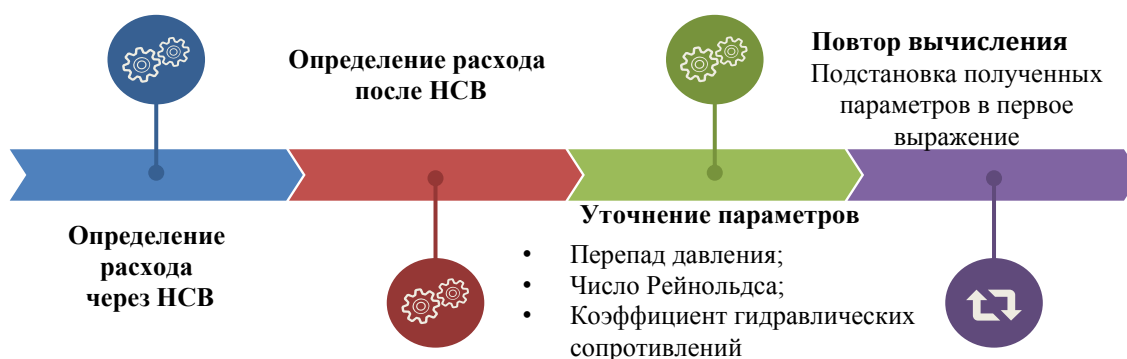 Определение
расхода
через НСВ
Определение расхода
после НСВ
Уточнение параметров
• Перепад давления;
• Число Рейнольдса;
• Коэффициент гидравлических
сопротивлений
Повтор вычисления
Подстановка полученных
параметров в первое
выражение